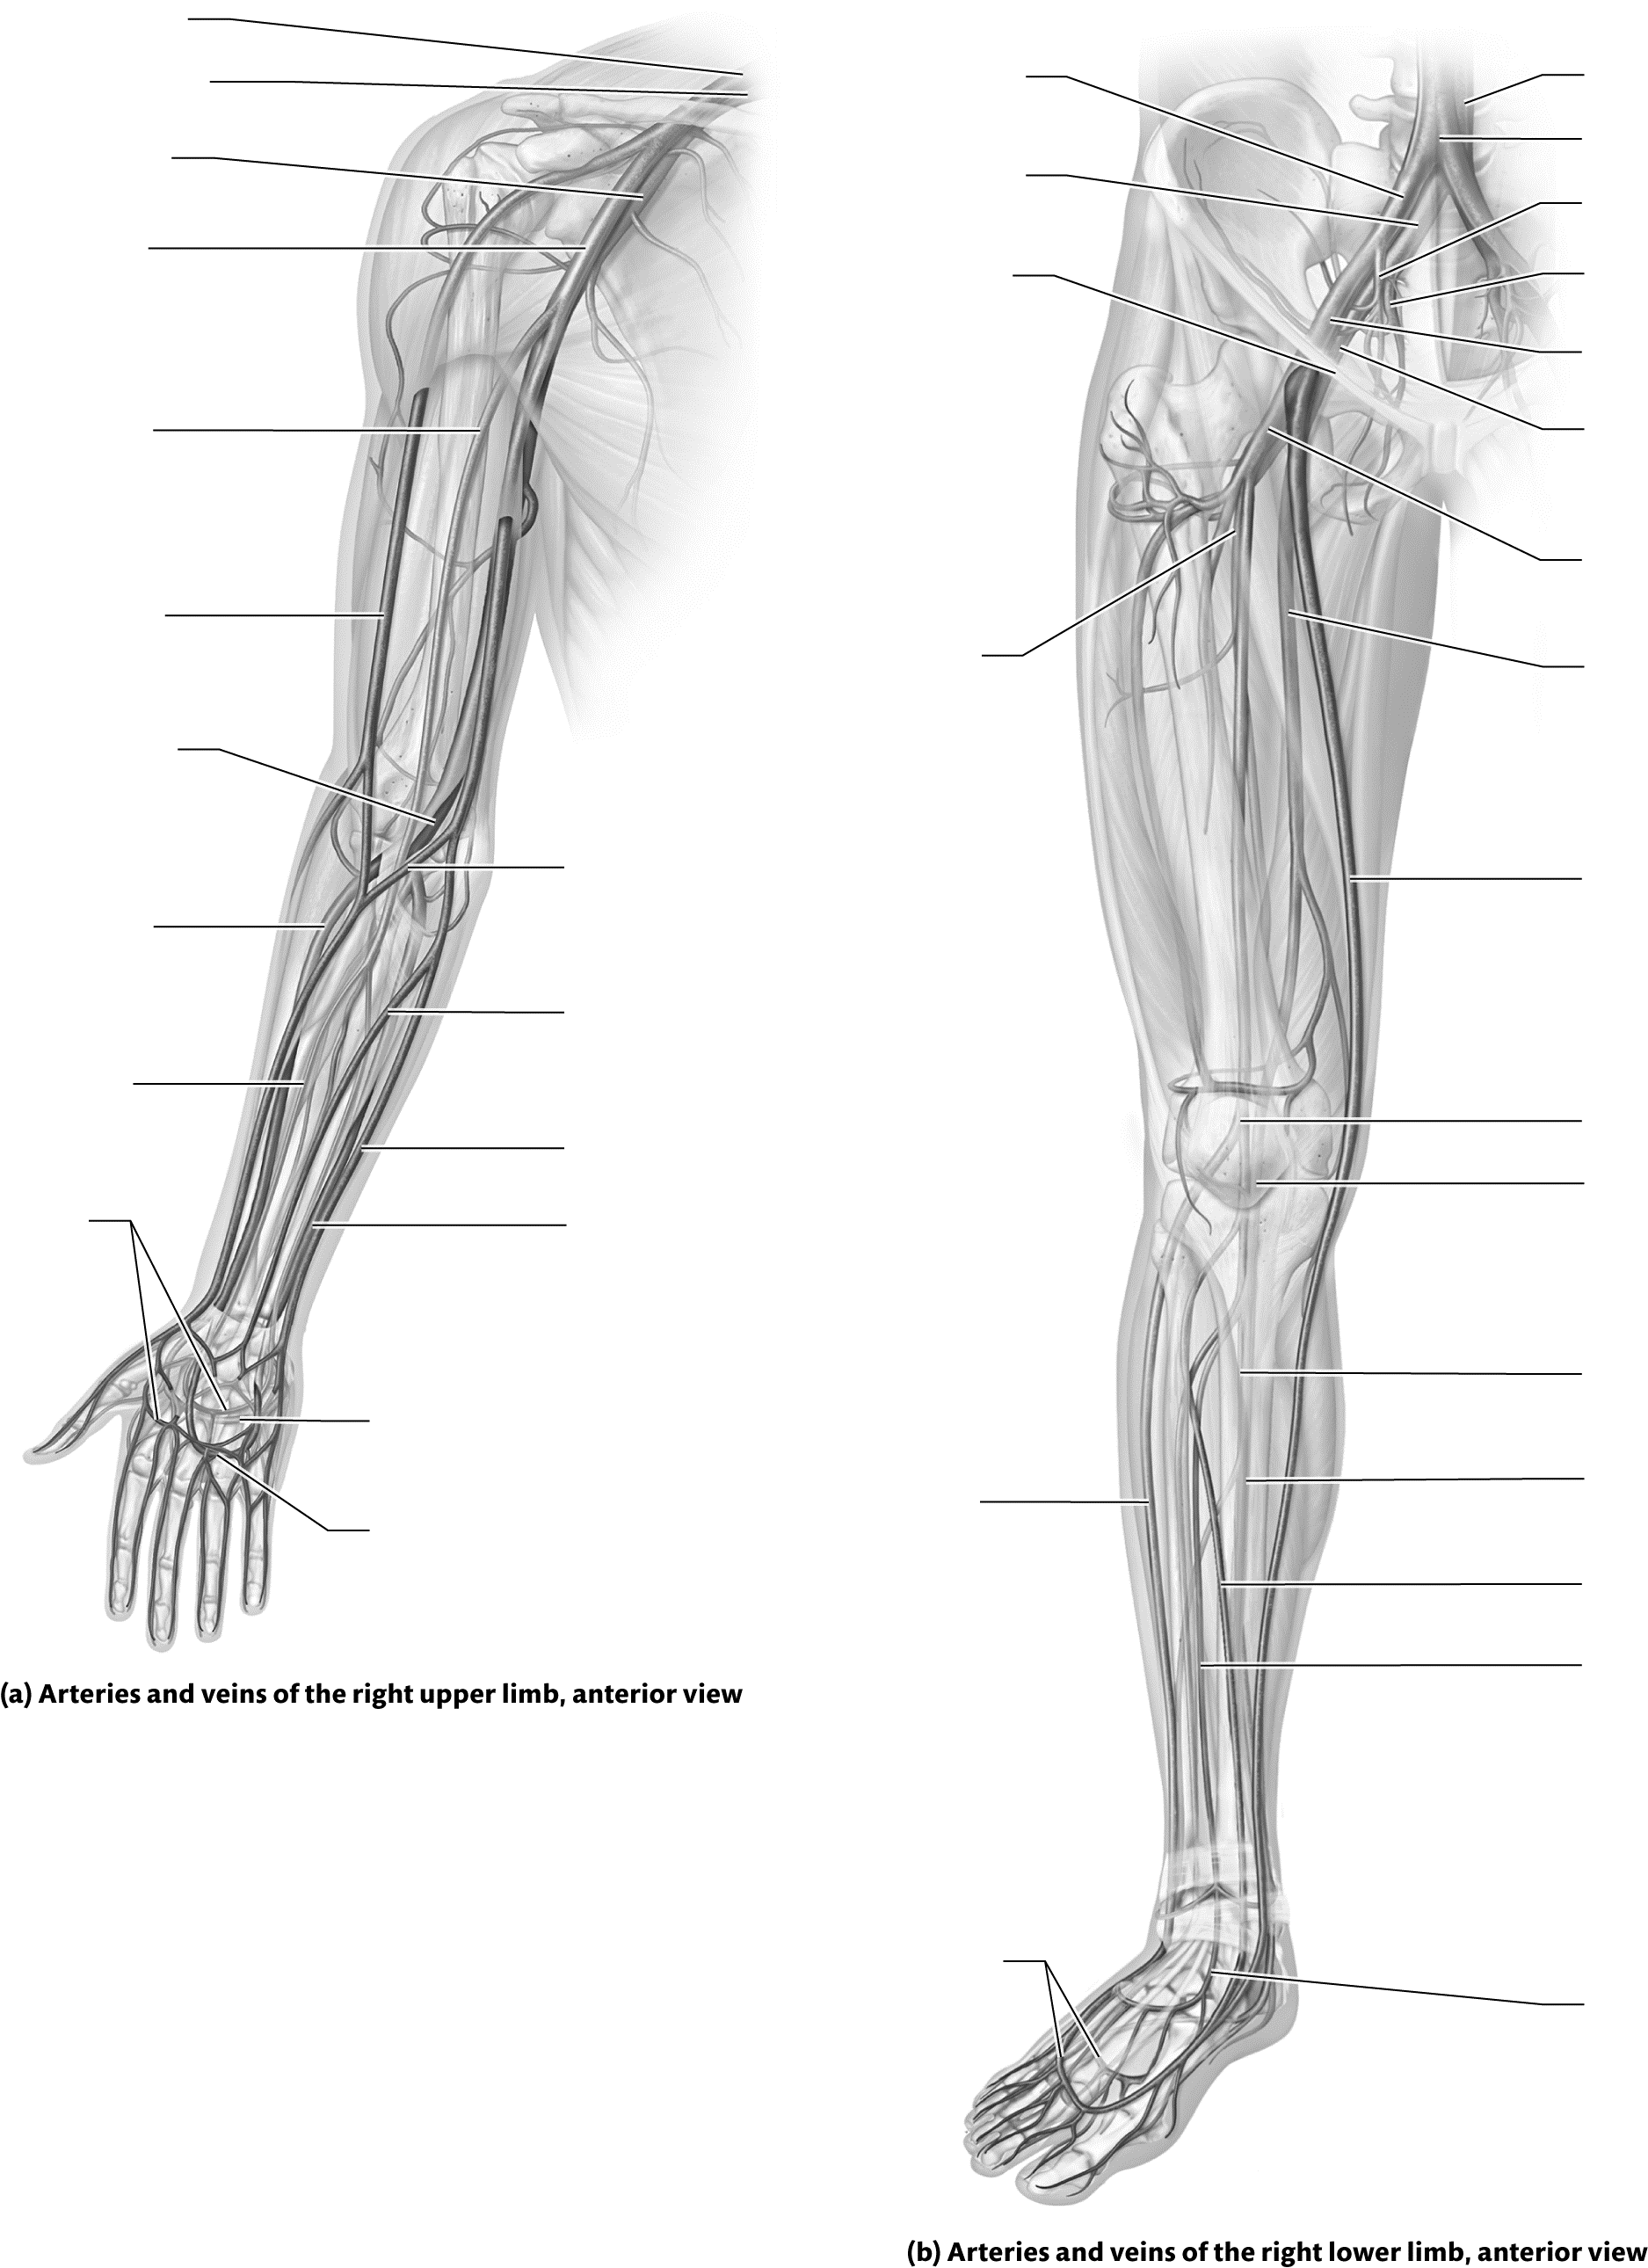 (a) Arteries and veins of the right upper limb, anterior view
(b) Arteries and veins of the right lower limb, anterior view